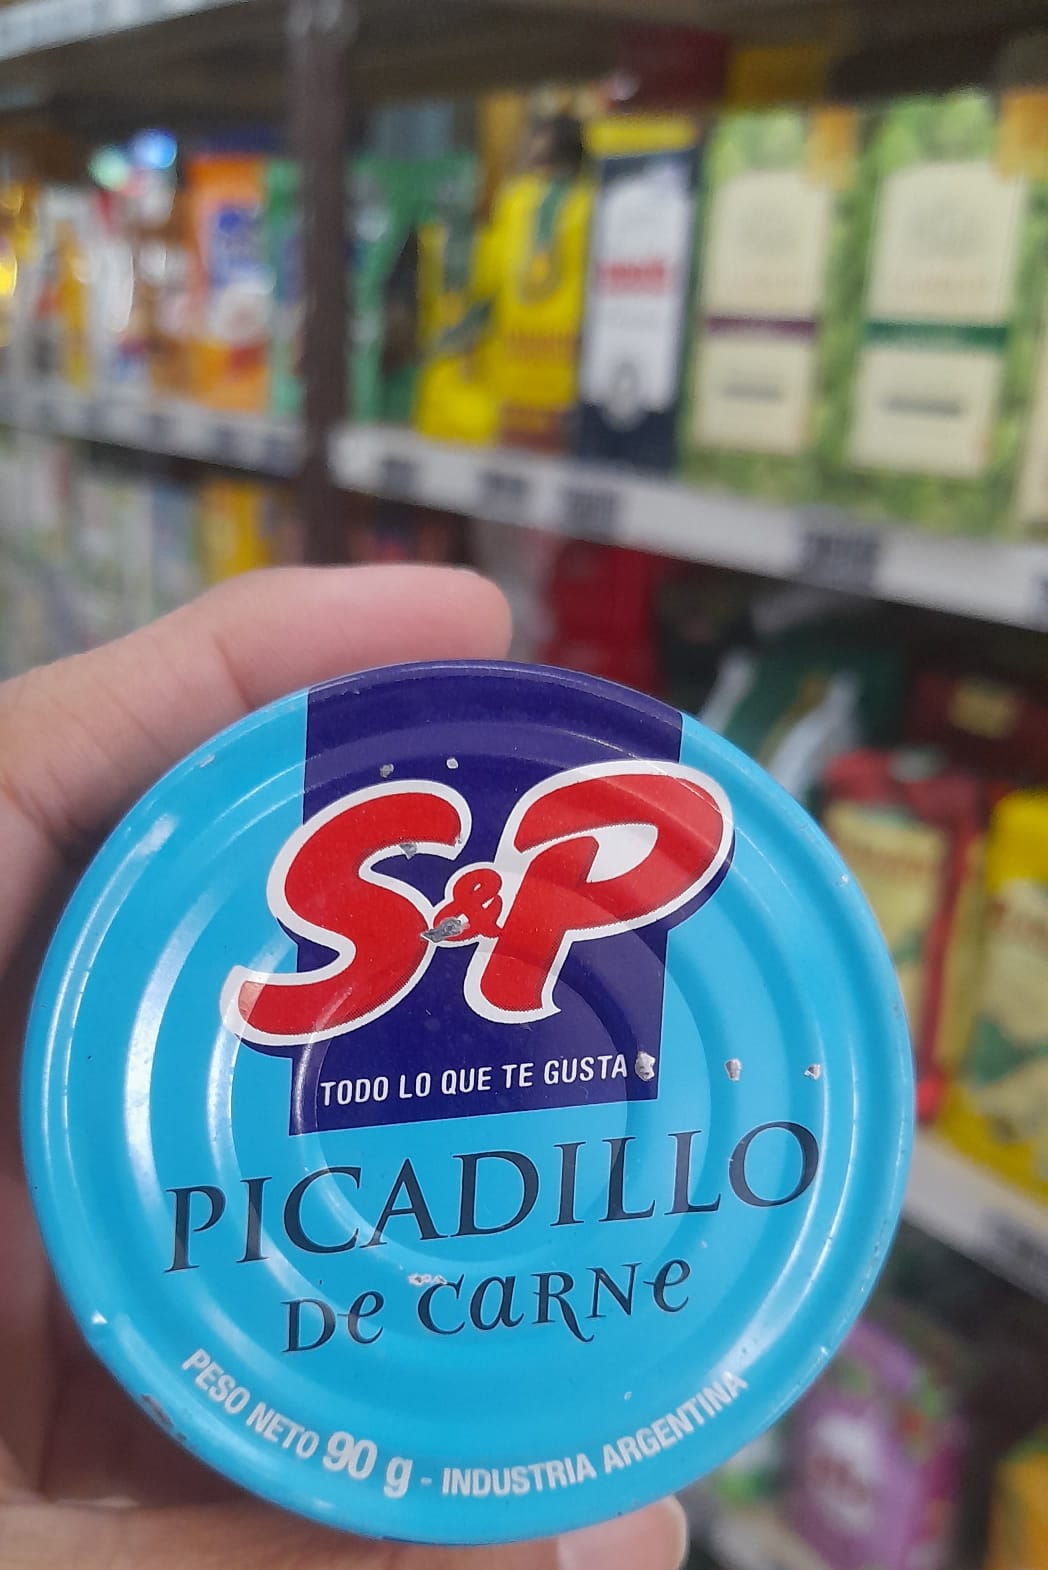 S&P
TODO LO QUE TE GUSTA
PICADILLO
De CARNe
PESO NETO 90 g - INDUSTRIA ARGENTINA